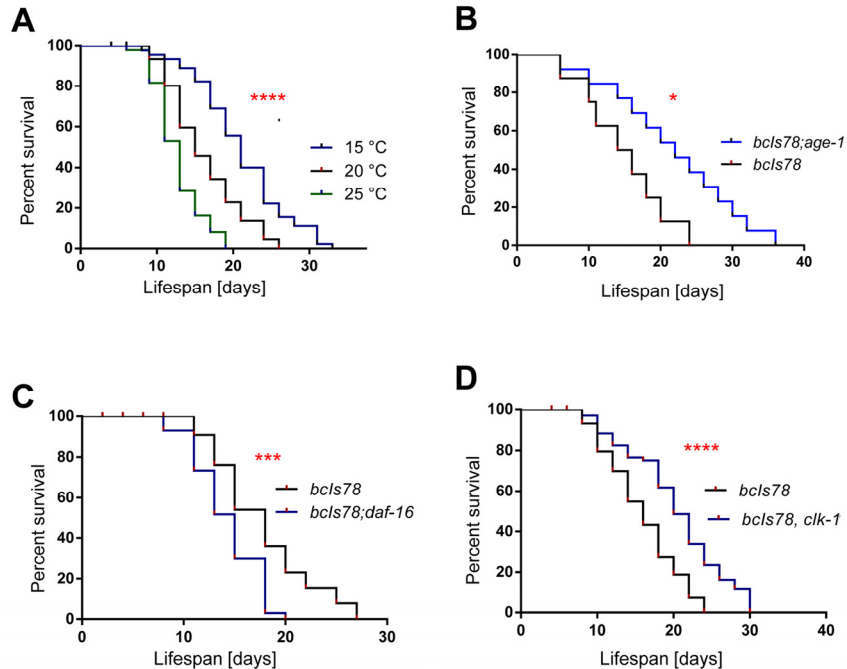 A
Percent survival
100
80
60
40
20
0
0 10 20 30
Lifespan [days]
****
15 °C
20 °C
25 °C
B
Percent survival
100
80
60
40
20
0
0 10 20 30 40
Lifespan [days]
*
bcIs78;age-1
bcIs78
C
Percent survival
100
80
60
40
20
0
0 10 20 30
Lifespan [days]
***
bcIs78
bcIs78;daf-16
D
Percent survival
100
80
60
40
20
0
0 10 20 30 40
Lifespan [days]
****
bcIs78
bcIs78, clk-1